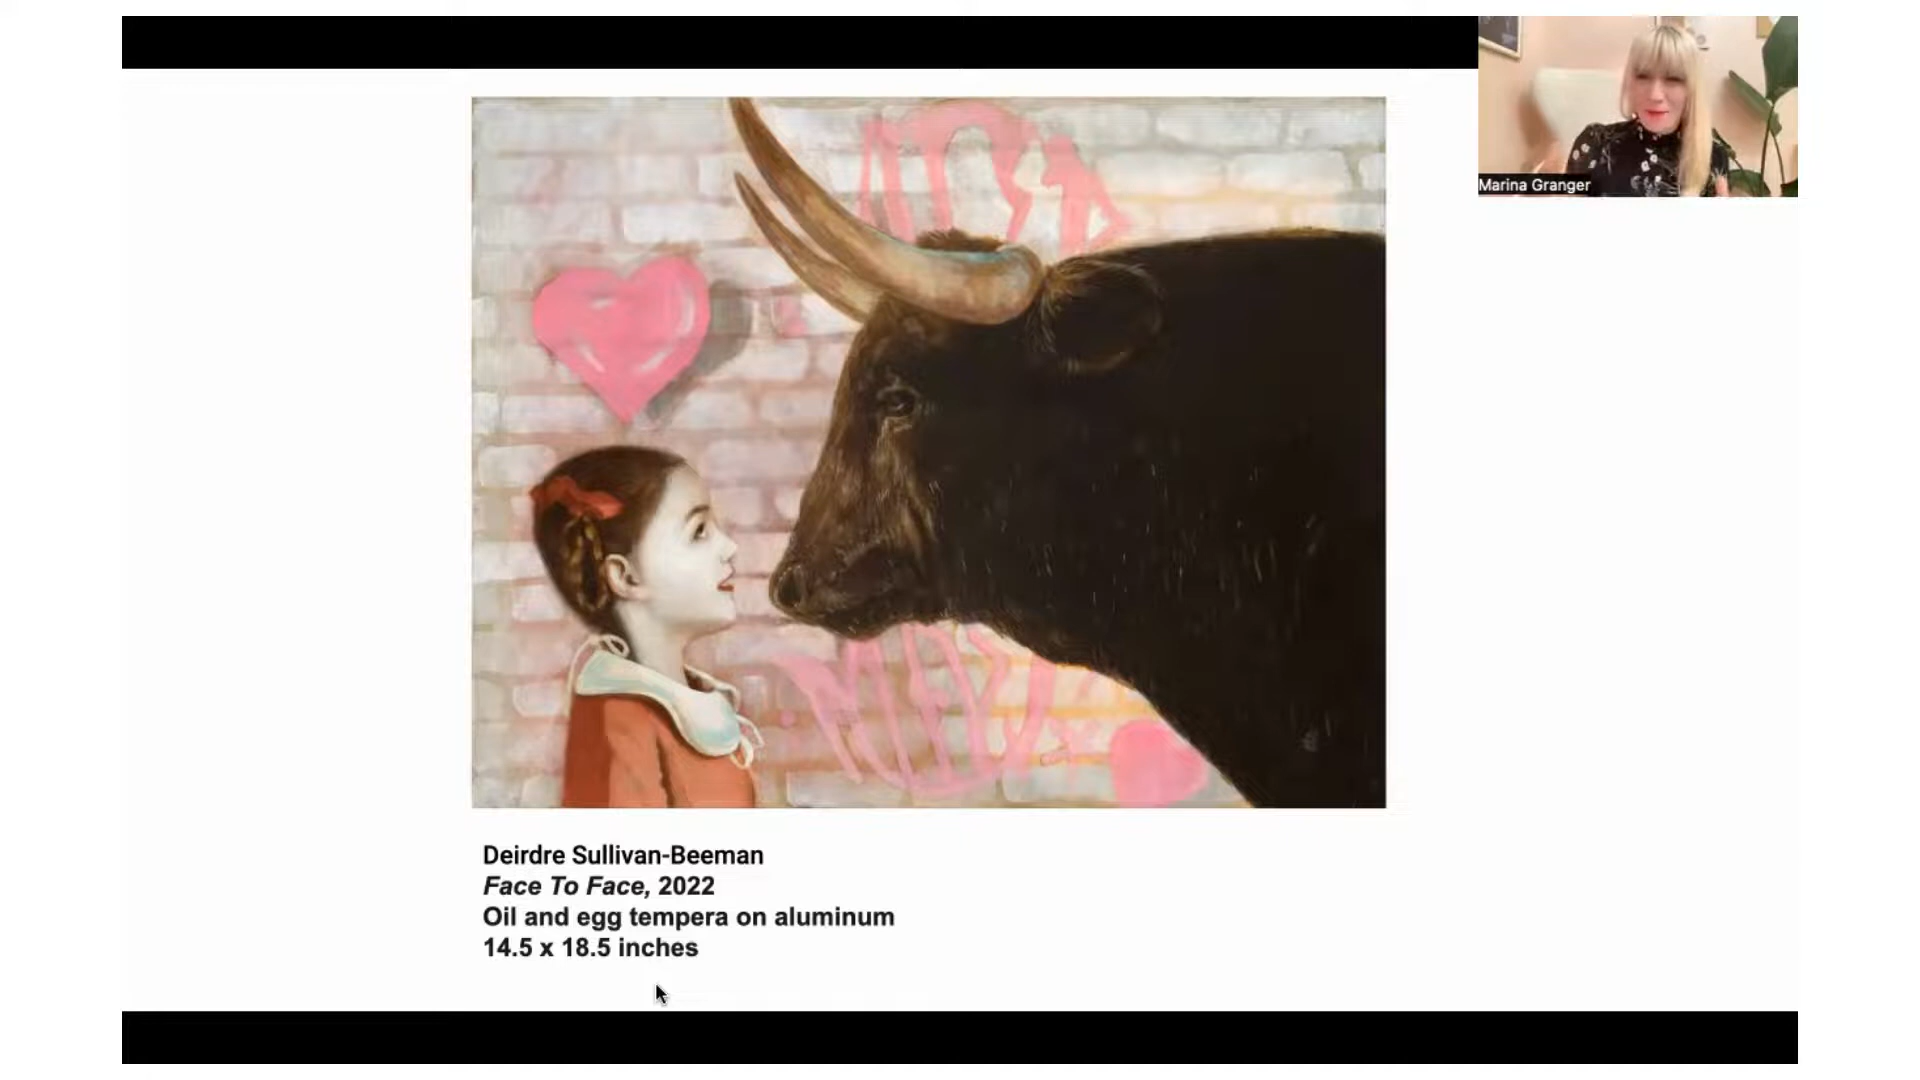 Marina Granger
Deirdre Sullivan-Beeman
Face To Face, 2022
Oil and egg tempera on aluminum
14.5 x 18.5 inches